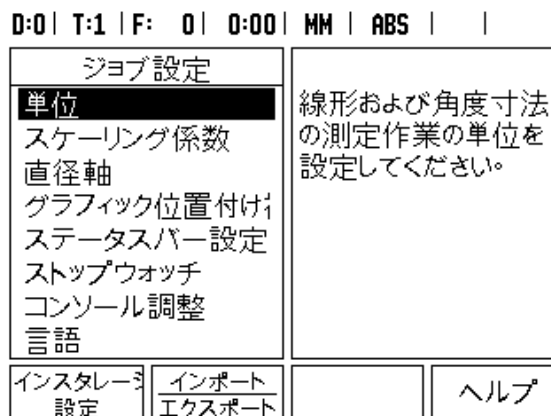 D:0| T:1 |F: 0| 0:00| MM | ABS | |
ジョブ設定
単位
スケーリング係数
直径軸
グラフィック位置付け
ステータスバー設定
ストップウォッチ
コンソール調整
言語
線形および角度寸法
の測定作業の単位を
設定してください。
インスタレー
設定
インポート
エクスポート
ヘルプ